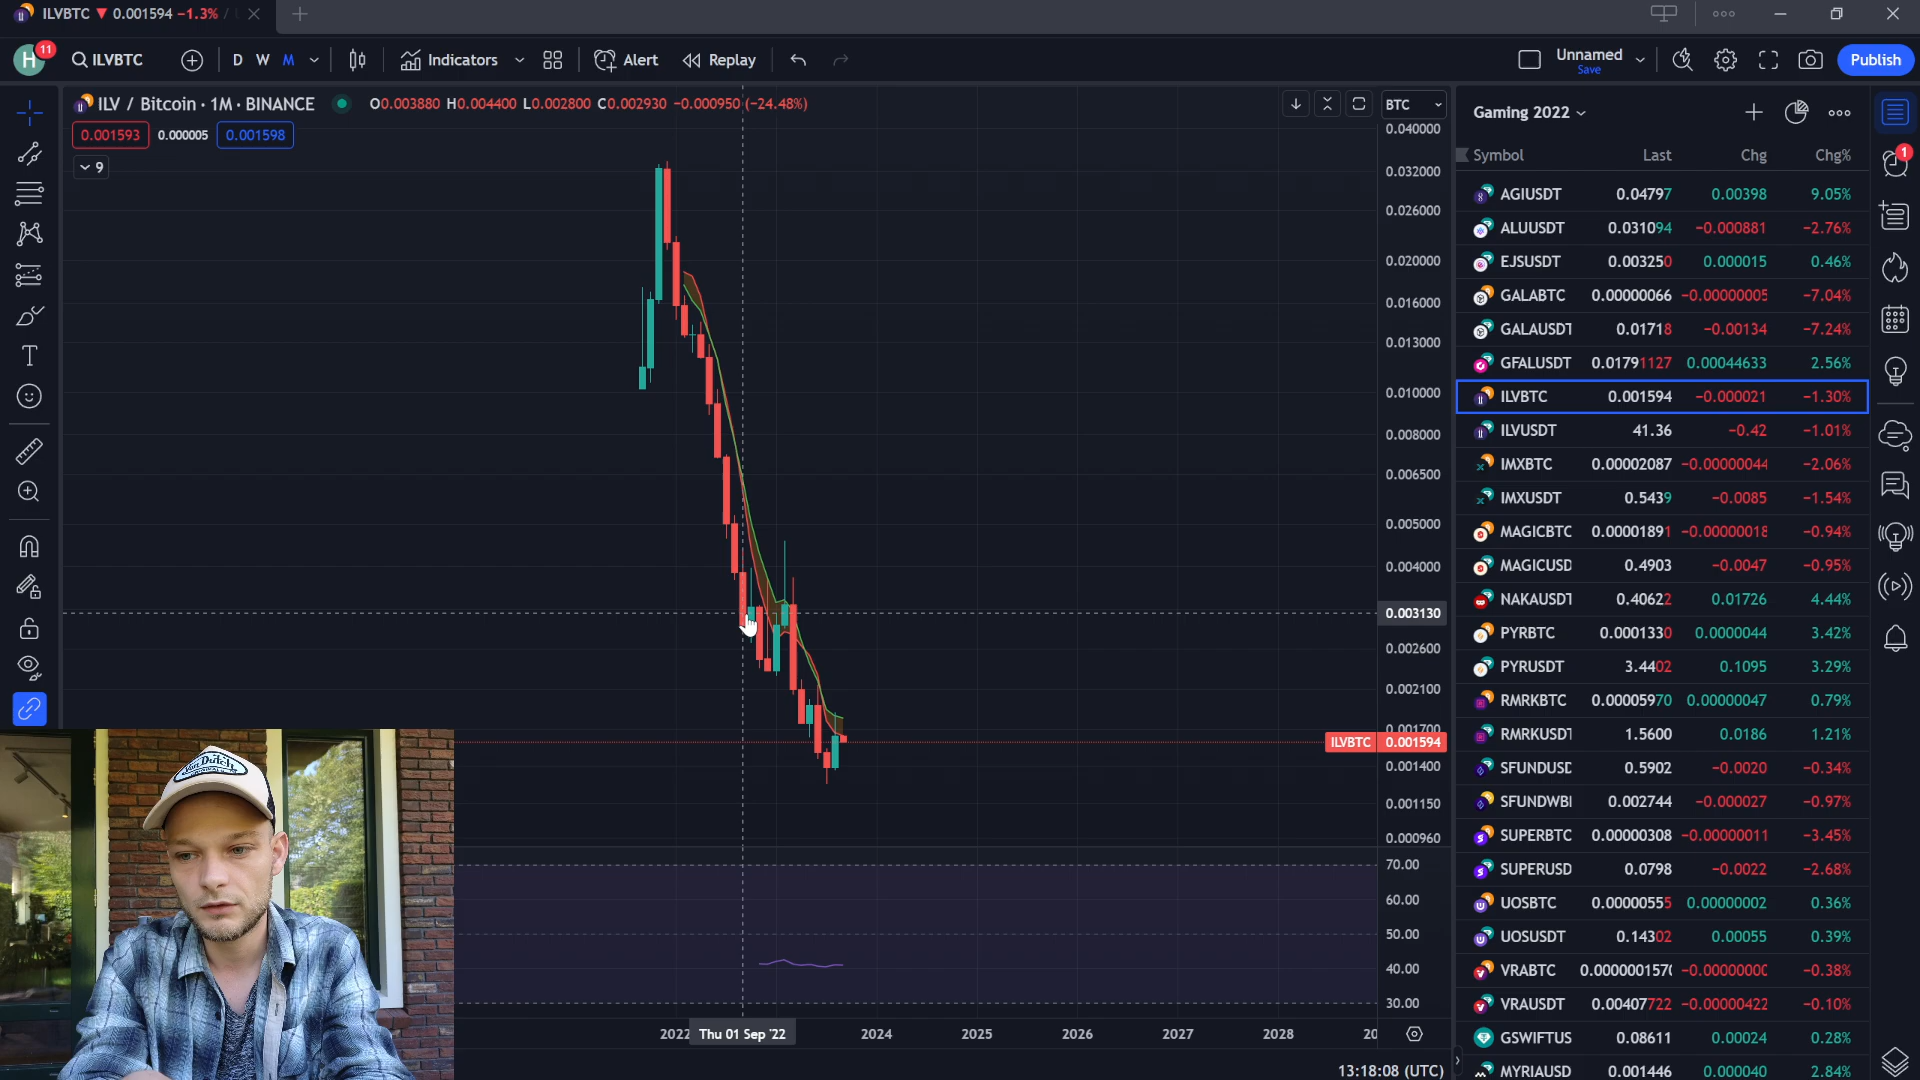 ILVBTC ▼ 0.001594 −1.3% /
H 11 ILVBTC D W M Indicators Alert Replay Unnamed Save Publish
ILV / Bitcoin · 1M · BINANCE O0.003880 H0.004400 L0.002800 C0.002930 −0.000950 (−24.48%)
0.001593 0.000005 0.001598
9
BTC
0.040000
0.032000
0.026000
0.020000
0.016000
0.013000
0.010000
0.008000
0.006500
0.005000
0.004000
0.003130
0.002600
0.002100
0.001700
ILVBTC 0.001594
0.001400
0.001150
0.000960
70.00
60.00
50.00
40.00
30.00
2022 Thu 01 Sep '22 2024 2025 2026 2027 2028 20
13:18:08 (UTC)
Gaming 2022
Symbol Last Chg Chg%
1
AGIUSDT 0.04797 0.00398 9.05%
ALUUSDT 0.031094 −0.000881 −2.76%
EJSUSDT 0.003250 0.000015 0.46%
GALABTC 0.00000066 −0.00000005 −7.04%
GALAUSDT 0.01718 −0.00134 −7.24%
GFALUSDT 0.01791127 0.00044633 2.56%
ILVBTC 0.001594 −0.000021 −1.30%
ILVUSDT 41.36 −0.42 −1.01%
IMXBTC 0.00002087 −0.00000044 −2.06%
IMXUSDT 0.5439 −0.0085 −1.54%
MAGICBTC 0.00001891 −0.00000018 −0.94%
MAGICUSD 0.4903 −0.0047 −0.95%
NAKAUSDT 0.40622 0.01726 4.44%
PYRBTC 0.0001330 0.0000044 3.42%
PYRUSDT 3.4402 0.1095 3.29%
RMRKBTC 0.00005970 0.00000047 0.79%
RMRKUSDT 1.5600 0.0186 1.21%
SFUNDUSD 0.5902 −0.0020 −0.34%
SFUNDWBI 0.002744 −0.000027 −0.97%
SUPERBTC 0.00000308 −0.00000011 −3.45%
SUPERUSD 0.0798 −0.0022 −2.68%
UOSBTC 0.00000555 0.00000002 0.36%
UOSUSDT 0.14302 0.00055 0.39%
VRABTC 0.0000001570 −0.00000000 −0.38%
VRAUSDT 0.00407722 −0.00000422 −0.10%
GSWIFTUS 0.08611 0.00024 0.28%
MYRIAUSD 0.001446 0.000040 2.84%
Von Dutch